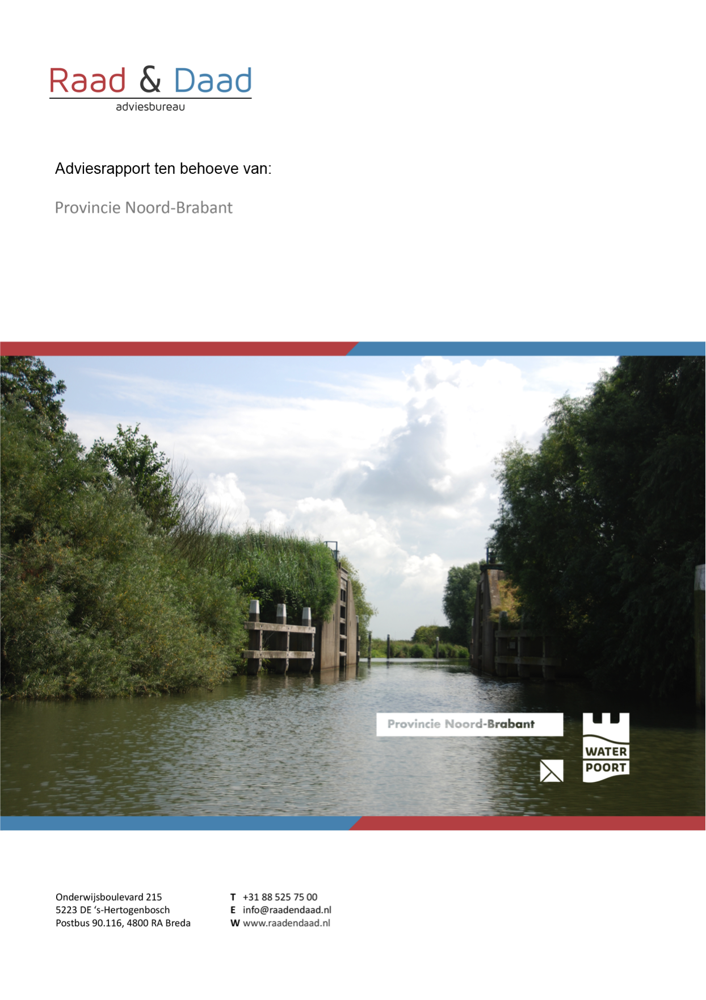 Raad & Daad
adviesbureau
Adviesrapport ten behoeve van:
Provincie Noord-Brabant
Provincie Noord-Brabant
WATER
POORT
Onderwijsboulevard 215
5223 DE ‘s-Hertogenbosch
Postbus 90.116, 4800 RA Breda
T +31 88 525 75 00
E info@raadendaad.nl
W www.raadendaad.nl